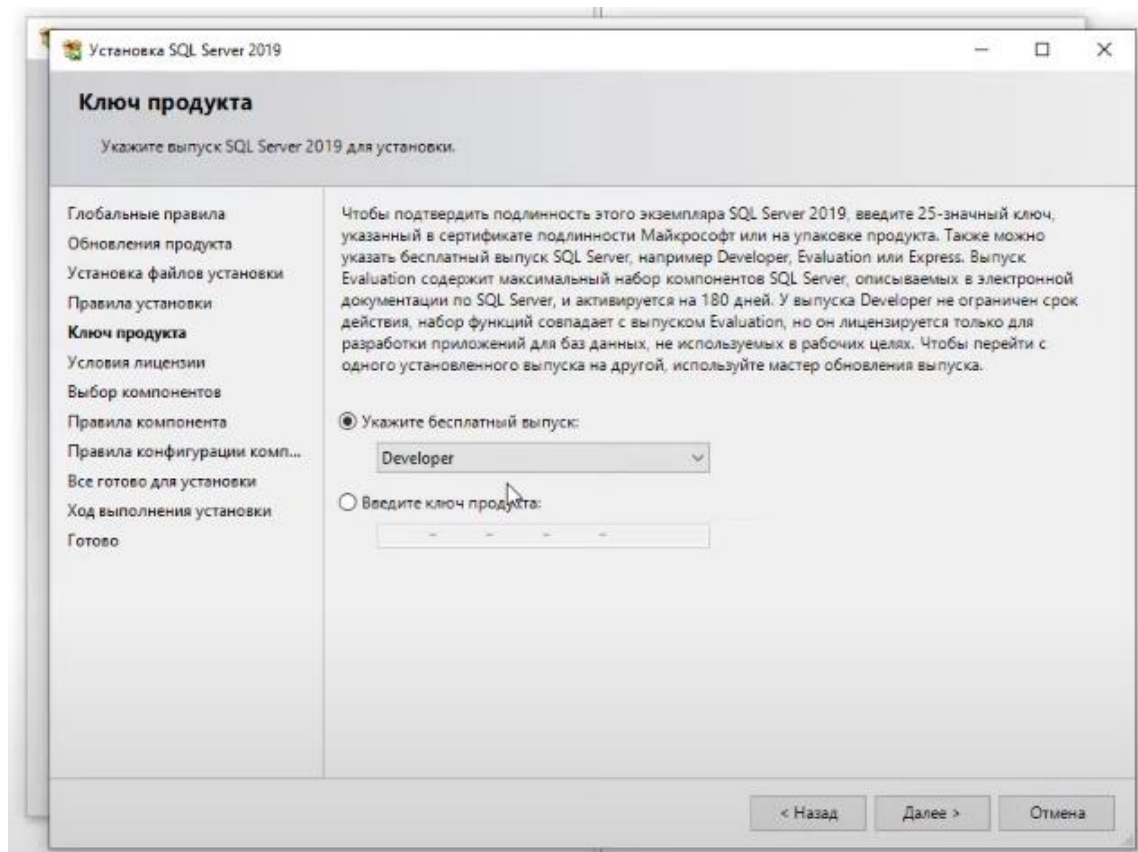 Установка SQL Server 2019
Ключ продукта
Укажите выпуск SQL Server 2019 для установки.
Глобальные правила
Обновления продукта
Установка файлов установки
Правила установки
Ключ продукта
Условия лицензии
Выбор компонентов
Правила компонента
Правила конфигурации комп...
Все готово для установки
Ход выполнения установки
Готово
Чтобы подтвердить подлинность этого экземпляра SQL Server 2019, введите 25-значный ключ,
указанный в сертификате подлинности Майкрософт или на упаковке продукта. Также можно
указать бесплатный выпуск SQL Server, например Developer, Evaluation или Express. Выпуск
Evaluation содержит максимальный набор компонентов SQL Server, описываемых в электронной
документации по SQL Server, и активируется на 180 дней. У выпуска Developer не ограничен срок
действия, набор функций совпадает с выпуском Evaluation, но он лицензируется только для
разработки приложений для баз данных, не используемых в рабочих целях. Чтобы перейти с
одного установленного выпуска на другой, используйте мастер обновления выпуска.
Укажите бесплатный выпуск:
Developer
Введите ключ продукта:
- - - -
< Назад
Далее >
Отмена